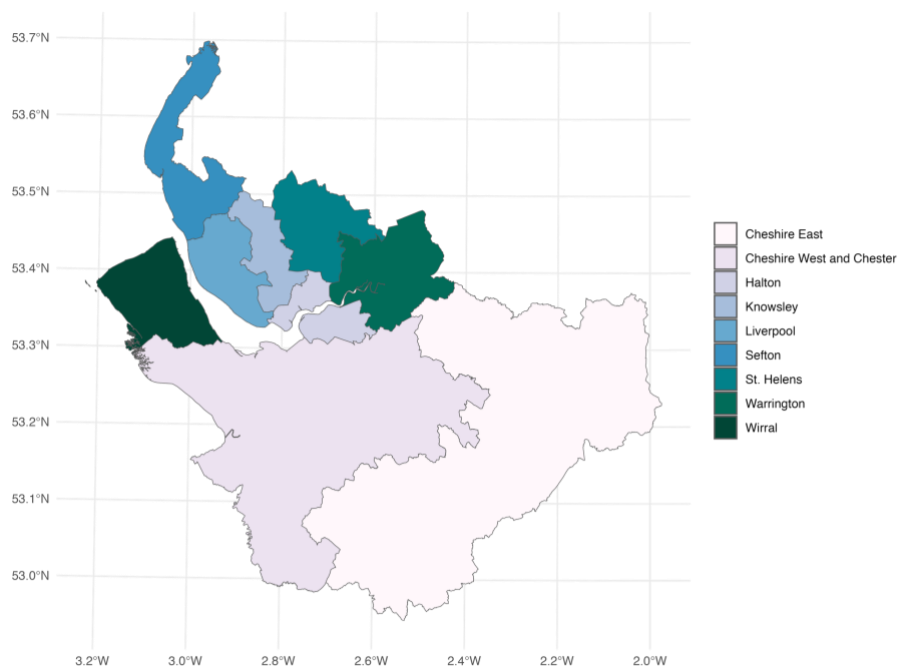 53.7°N
53.6°N
53.5°N
53.4°N
53.3°N
53.2°N
53.1°N
53.0°N
3.2°W 3.0°W 2.8°W 2.6°W 2.4°W 2.2°W 2.0°W
Cheshire East
Cheshire West and Chester
Halton
Knowsley
Liverpool
Sefton
St. Helens
Warrington
Wirral